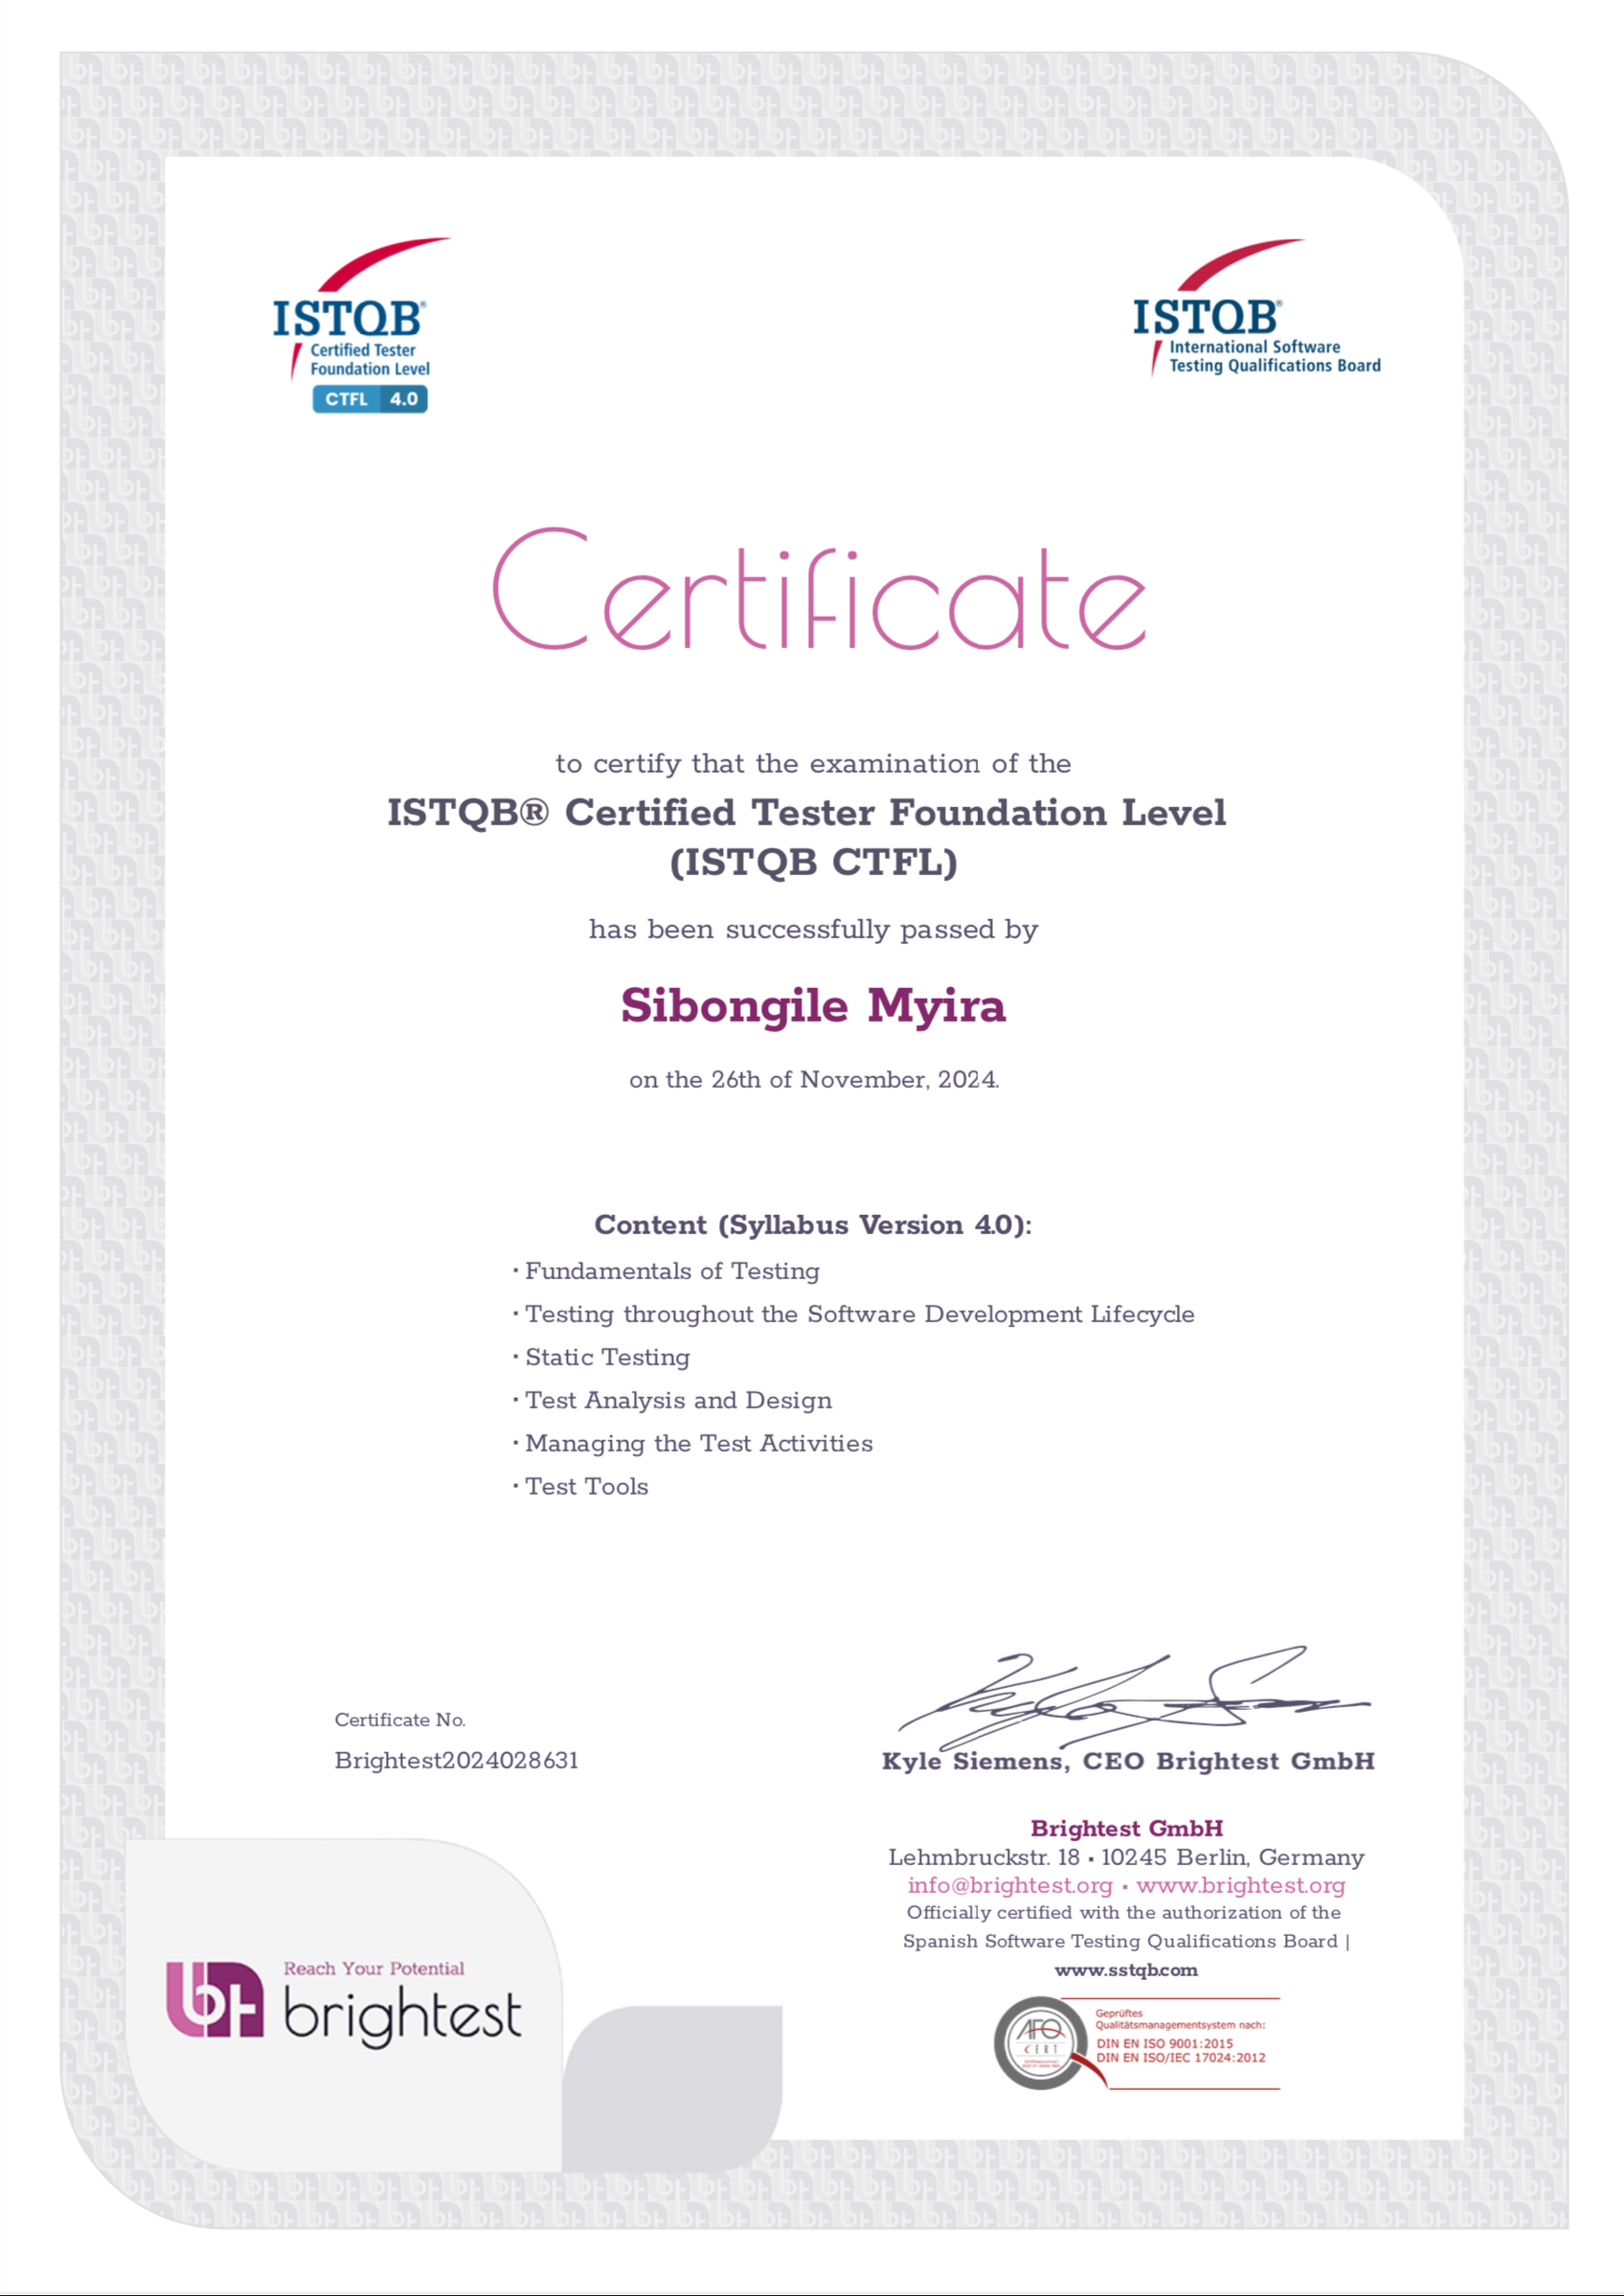 ISTQB®
Certified Tester
Foundation Level
CTFL 4.0
ISTQB®
International Software
Testing Qualifications Board
Certificate
to certify that the examination of the
ISTQB® Certified Tester Foundation Level
(ISTQB CTFL)
has been successfully passed by
Sibongile Myira
on the 26th of November, 2024.
Content (Syllabus Version 4.0):
· Fundamentals of Testing
· Testing throughout the Software Development Lifecycle
· Static Testing
· Test Analysis and Design
· Managing the Test Activities
· Test Tools
Certificate No.
Brightest2024028631
Kyle Siemens, CEO Brightest GmbH
Brightest GmbH
Lehmbruckstr. 18 ▪ 10245 Berlin, Germany
info@brightest.org ▪ www.brightest.org
Officially certified with the authorization of the
Spanish Software Testing Qualifications Board |
www.sstqb.com
Reach Your Potential
brightest
AFQ
CERT
Geprüftes
Qualitätsmanagementsystem nach:
DIN EN ISO 9001:2015
DIN EN ISO/IEC 17024:2012